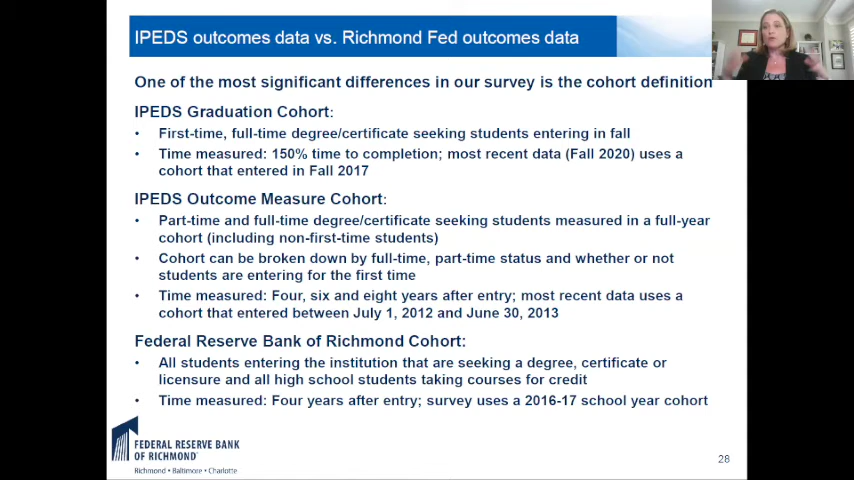 IPEDS outcomes data vs. Richmond Fed outcomes data
One of the most significant differences in our survey is the cohort definition
IPEDS Graduation Cohort:
• First-time, full-time degree/certificate seeking students entering in fall
• Time measured: 150% time to completion; most recent data (Fall 2020) uses a
cohort that entered in Fall 2017
IPEDS Outcome Measure Cohort:
• Part-time and full-time degree/certificate seeking students measured in a full-year
cohort (including non-first-time students)
• Cohort can be broken down by full-time, part-time status and whether or not
students are entering for the first time
• Time measured: Four, six and eight years after entry; most recent data uses a
cohort that entered between July 1, 2012 and June 30, 2013
Federal Reserve Bank of Richmond Cohort:
• All students entering the institution that are seeking a degree, certificate or
licensure and all high school students taking courses for credit
• Time measured: Four years after entry; survey uses a 2016-17 school year cohort
FEDERAL RESERVE BANK
OF RICHMOND
Richmond • Baltimore • Charlotte
28